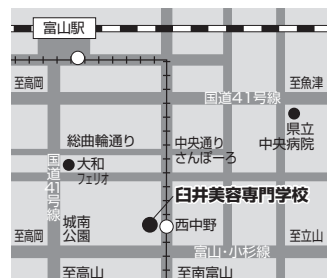 富山駅
至高岡
至魚津
国道41号線
県立
中央病院
総曲輪通り
中央通り
さんぽーろ
国道41号線
大和
フェリオ
臼井美容専門学校
城南
公園
西中野
至高岡
至立山
富山・小杉線
至高山
至南富山